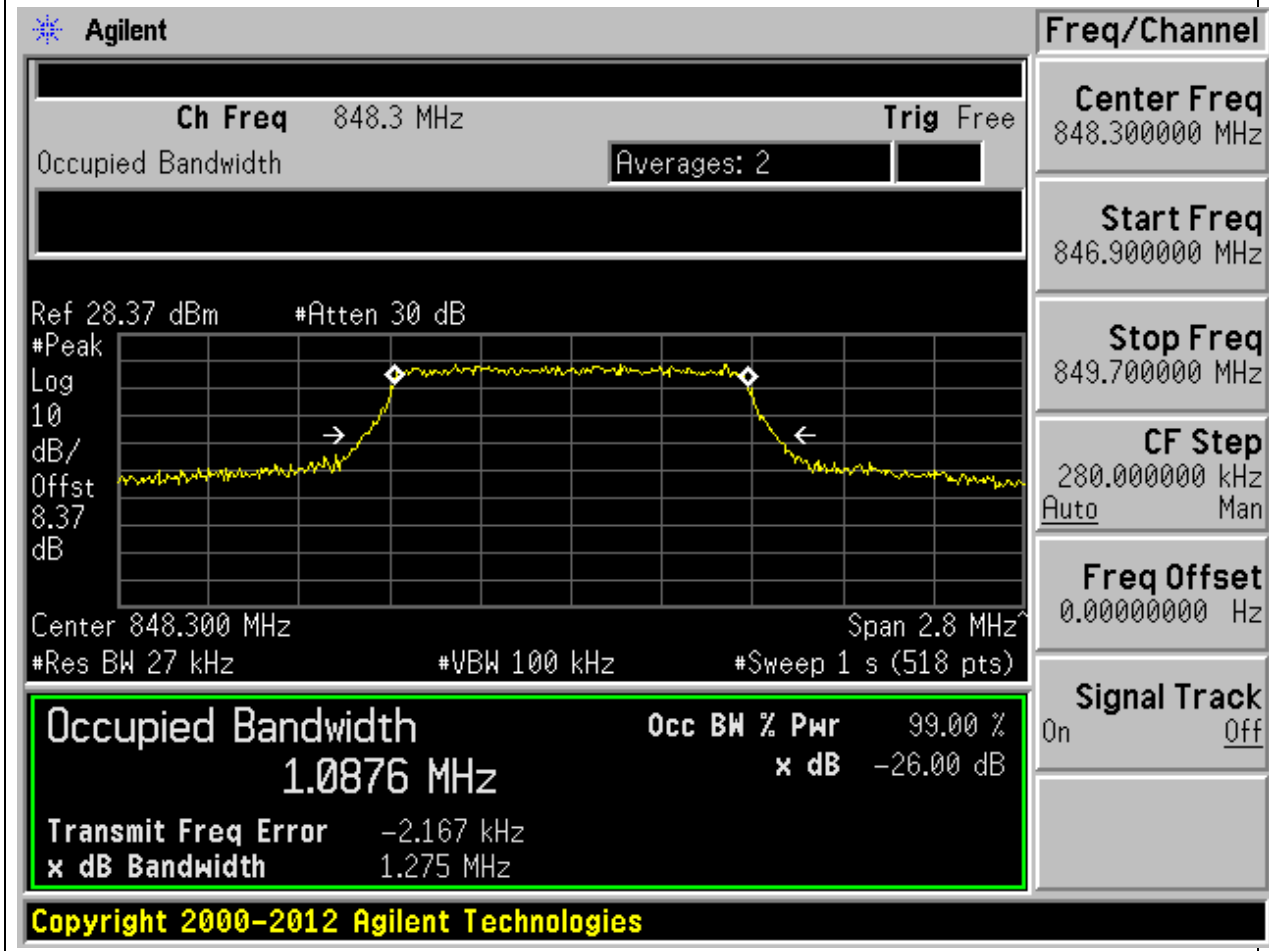 Agilent
Freq/Channel
Ch Freq 848.3 MHz Trig Free
Occupied Bandwidth Averages: 2
Center Freq
848.300000 MHz
Start Freq
846.900000 MHz
Stop Freq
849.700000 MHz
CF Step
280.000000 kHz
Auto Man
Freq Offset
0.00000000 Hz
Signal Track
On Off
Ref 28.37 dBm #Atten 30 dB
#Peak
Log
10
dB/
Offst
8.37
dB
Center 848.300 MHz Span 2.8 MHz^
#Res BW 27 kHz #VBW 100 kHz #Sweep 1 s (518 pts)
Occupied Bandwidth Occ BW % Pwr 99.00 %
1.0876 MHz x dB -26.00 dB
Transmit Freq Error -2.167 kHz
x dB Bandwidth 1.275 MHz
Copyright 2000-2012 Agilent Technologies